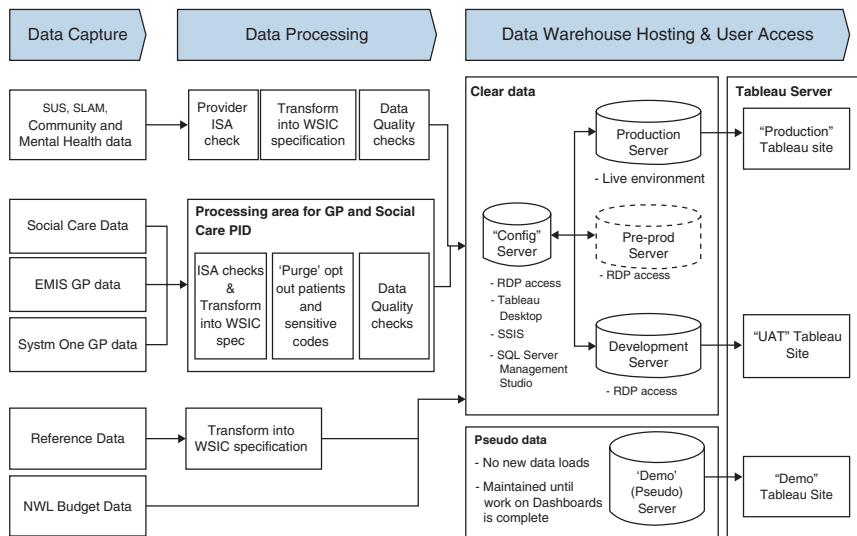 Data Capture
Data Processing
Data Warehouse Hosting & User Access
SUS, SLAM,
Community and
Mental Health data
Provider
ISA
check
Transform
into WSIC
specification
Data
Quality
checks
Social Care Data
EMIS GP data
Systm One GP data
Processing area for GP and Social
Care PID
ISA checks
&
Transform
into WSIC
spec
‘Purge’ opt
out patients
and
sensitive
codes
Data
Quality
checks
Reference Data
Transform into
WSIC specification
NWL Budget Data
Clear data
“Config”
Server
- RDP access
- Tableau
Desktop
- SSIS
- SQL Server
Management
Studio
Production
Server
- Live environment
Pre-prod
Server
- RDP access
Development
Server
- RDP access
Pseudo data
- No new data loads
- Maintained until
work on Dashboards
is complete
‘Demo’
(Pseudo)
Server
Tableau Server
“Production”
Tableau site
“UAT” Tableau
Site
“Demo”
Tableau Site